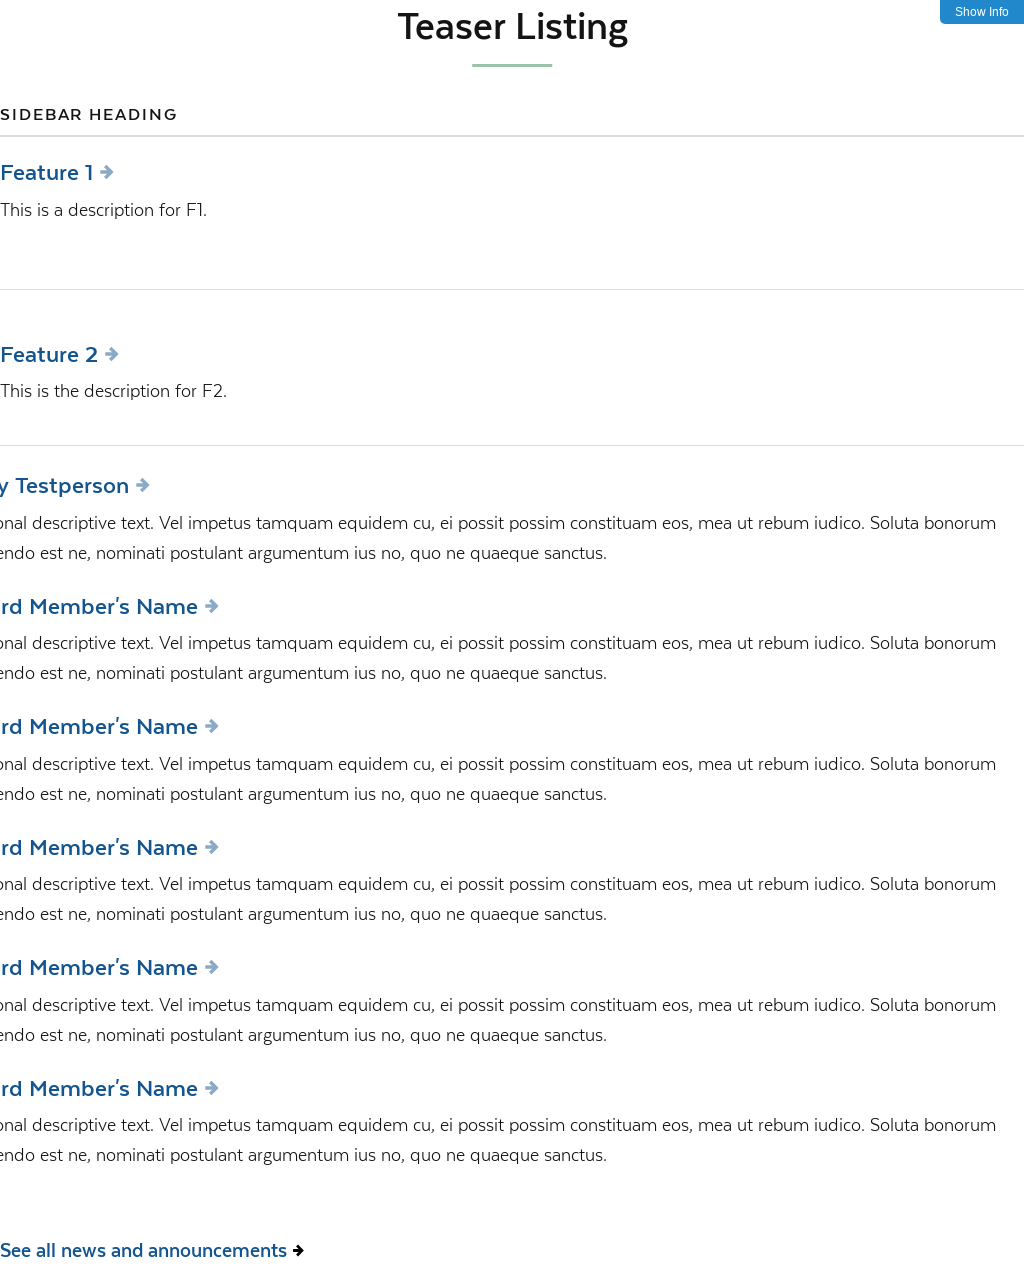 Teaser Listing
Show Info
SIDEBAR HEADING
Feature 1
This is a description for F1.
Feature 2
This is the description for F2.
y Testperson
onal descriptive text. Vel impetus tamquam equidem cu, ei possit possim constituam eos, mea ut rebum iudico. Soluta bonorum
endo est ne, nominati postulant argumentum ius no, quo ne quaeque sanctus.
rd Member's Name
onal descriptive text. Vel impetus tamquam equidem cu, ei possit possim constituam eos, mea ut rebum iudico. Soluta bonorum
endo est ne, nominati postulant argumentum ius no, quo ne quaeque sanctus.
rd Member's Name
onal descriptive text. Vel impetus tamquam equidem cu, ei possit possim constituam eos, mea ut rebum iudico. Soluta bonorum
endo est ne, nominati postulant argumentum ius no, quo ne quaeque sanctus.
rd Member's Name
onal descriptive text. Vel impetus tamquam equidem cu, ei possit possim constituam eos, mea ut rebum iudico. Soluta bonorum
endo est ne, nominati postulant argumentum ius no, quo ne quaeque sanctus.
rd Member's Name
onal descriptive text. Vel impetus tamquam equidem cu, ei possit possim constituam eos, mea ut rebum iudico. Soluta bonorum
endo est ne, nominati postulant argumentum ius no, quo ne quaeque sanctus.
rd Member's Name
onal descriptive text. Vel impetus tamquam equidem cu, ei possit possim constituam eos, mea ut rebum iudico. Soluta bonorum
endo est ne, nominati postulant argumentum ius no, quo ne quaeque sanctus.
See all news and announcements